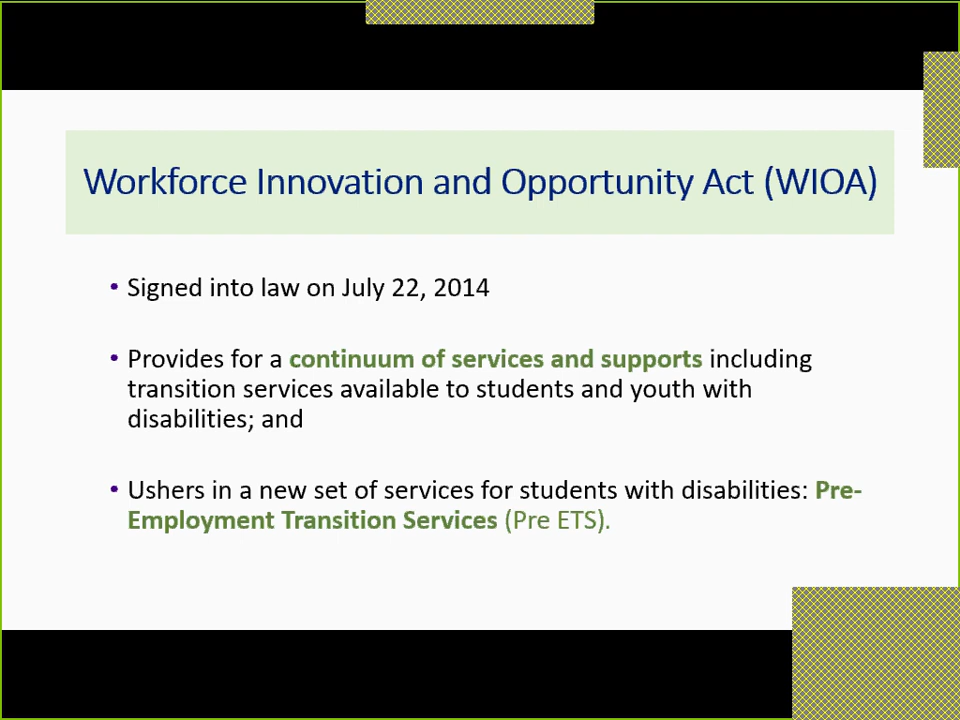 Workforce Innovation and Opportunity Act (WIOA)
• Signed into law on July 22, 2014
• Provides for a continuum of services and supports including
transition services available to students and youth with
disabilities; and
• Ushers in a new set of services for students with disabilities: Pre-
Employment Transition Services (Pre ETS).